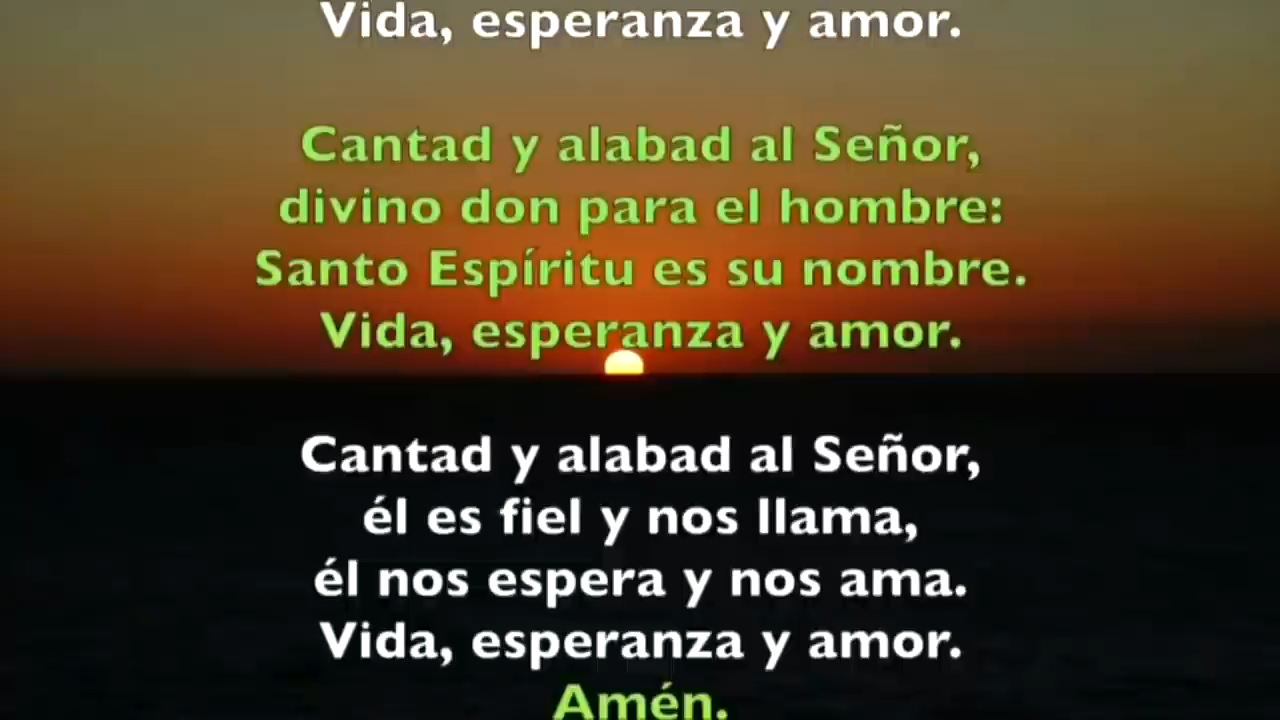 Vida, esperanza y amor.
Cantad y alabad al Señor,
divino don para el hombre:
Santo Espíritu es su nombre.
Vida, esperanza y amor.
Cantad y alabad al Señor,
él es fiel y nos llama,
él nos espera y nos ama.
Vida, esperanza y amor.
Amén.